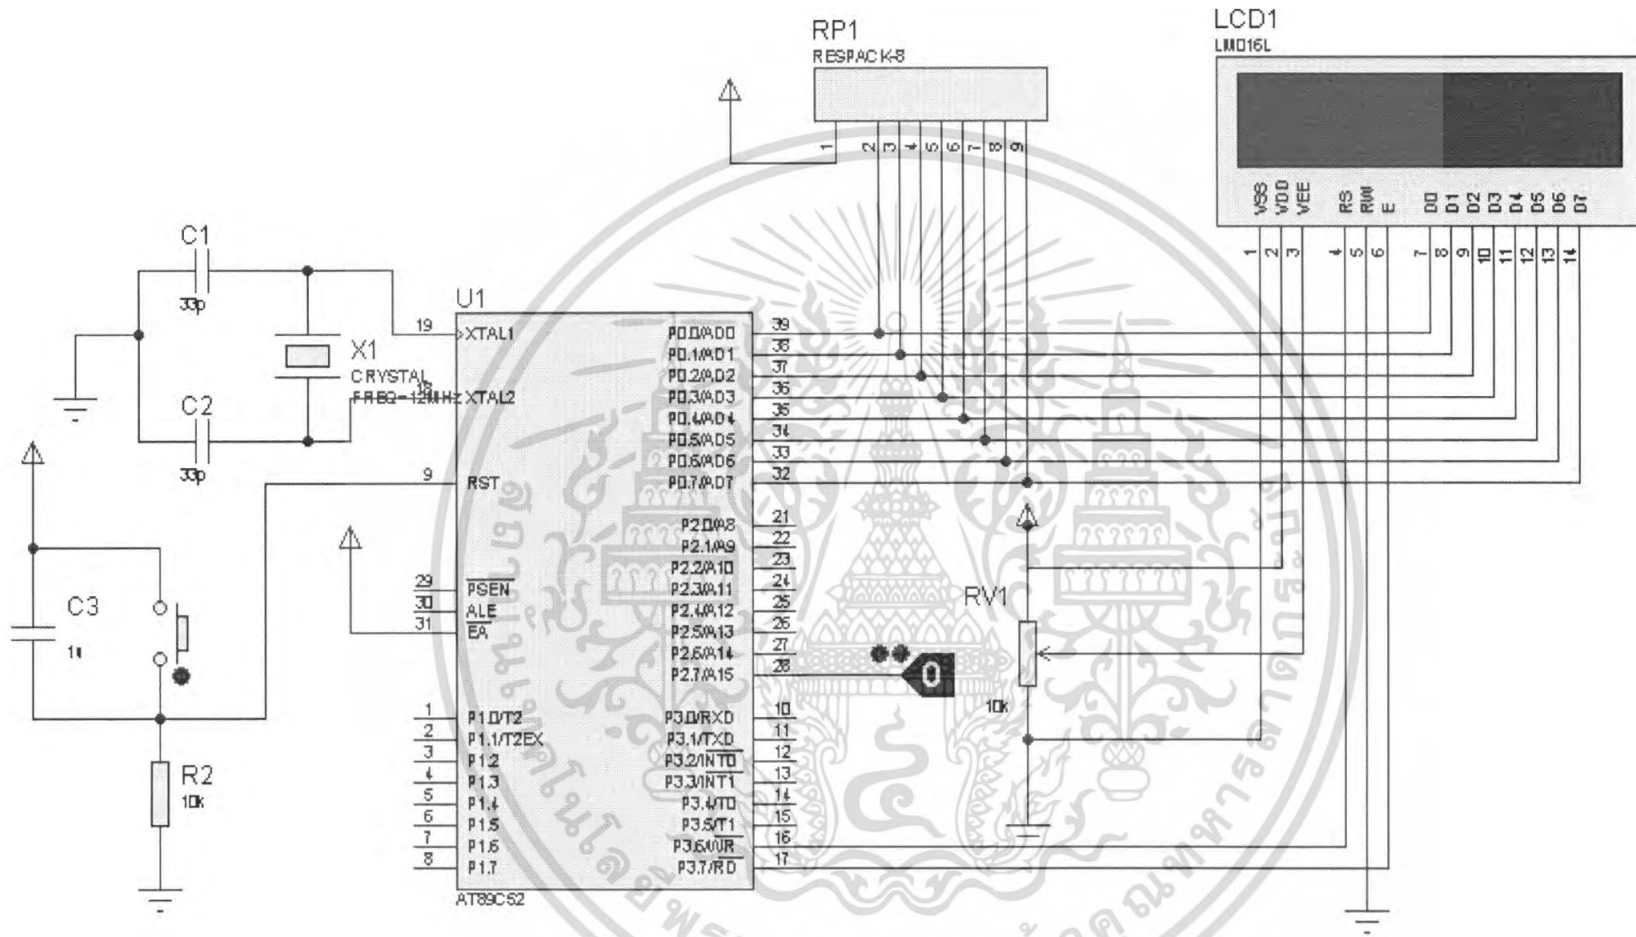 RP1
RESPACK-8
1
2
3
4
5
6
7
8
9
LCD1
LM016L
VSS
VDD
VEE
RS
RW
E
D0
D1
D2
D3
D4
D5
D6
D7
1
2
3
4
5
6
7
8
9
10
11
12
13
14
C1
33p
C2
33p
X1
CRYSTAL
FREQ=12MHz
U1
19 XTAL1
18 XTAL2
9 RST
29 PSEN
30 ALE
31 EA
1 P1.0/T2
2 P1.1/T2EX
3 P1.2
4 P1.3
5 P1.4
6 P1.5
7 P1.6
8 P1.7
P0.0/AD0 39
P0.1/AD1 38
P0.2/AD2 37
P0.3/AD3 36
P0.4/AD4 35
P0.5/AD5 34
P0.6/AD6 33
P0.7/AD7 32
P2.0/A8 21
P2.1/A9 22
P2.2/A10 23
P2.3/A11 24
P2.4/A12 25
P2.5/A13 26
P2.6/A14 27
P2.7/A15 28
P3.0/RXD 10
P3.1/TXD 11
P3.2/INT0 12
P3.3/INT1 13
P3.4/T0 14
P3.5/T1 15
P3.6/WR 16
P3.7/RD 17
AT89C52
C3
1u
R2
10k
0
RV1
10k